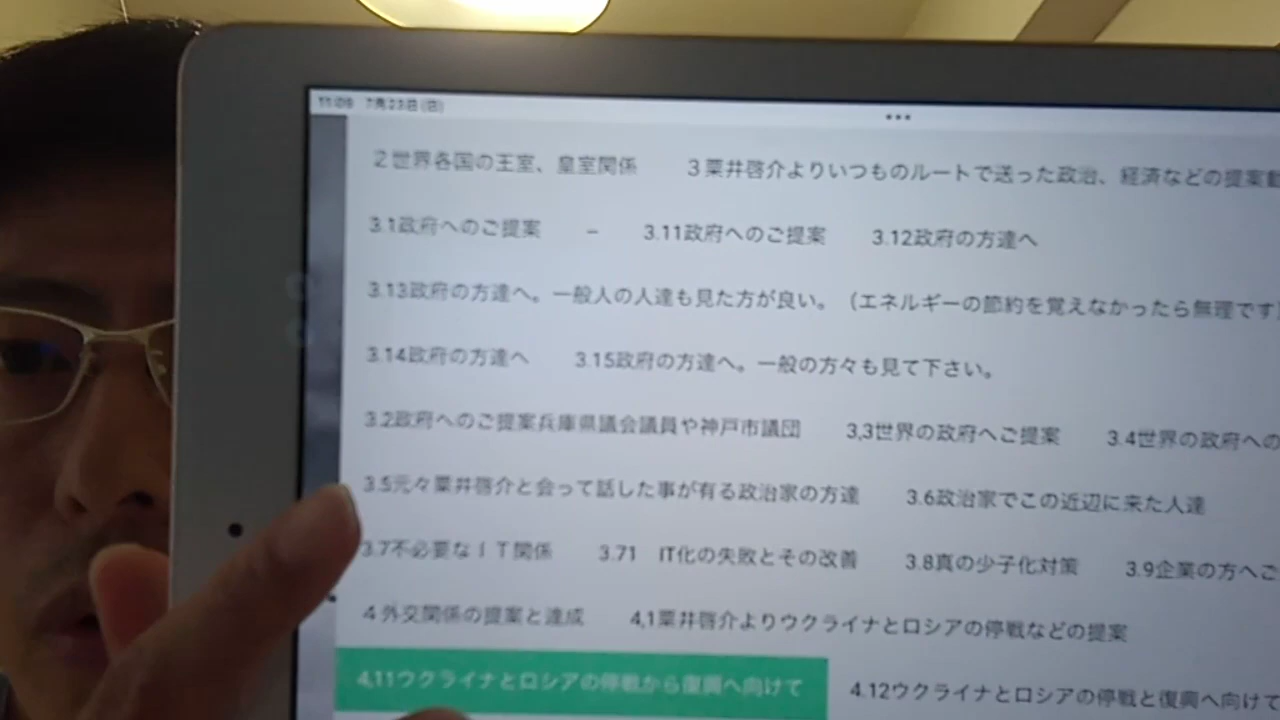 11:09 7月23日(日)
2世界各国の王室、皇室関係 3粟井啓介よりいつものルートで送った政治、経済などの提案
3.1政府へのご提案 – 3.11政府へのご提案 3.12政府の方達へ
3.13政府の方達へ。一般人の人達も見た方が良い。（エネルギーの節約を覚えなかったら無理です
3.14政府の方達へ 3.15政府の方達へ。一般の方々も見て下さい。
3.2政府へのご提案兵庫県議会議員や神戸市議団 3,3世界の政府へご提案 3.4世界の政府への
3.5元々粟井啓介と会って話した事が有る政治家の方達 3.6政治家でこの近辺に来た人達
3.7不必要なＩＴ関係 3.71 IT化の失敗とその改善 3.8真の少子化対策 3.9企業の方へご
4外交関係の提案と達成 4,1粟井啓介よりウクライナとロシアの停戦などの提案
4,11ウクライナとロシアの停戦から復興へ向けて 4.12ウクライナとロシアの停戦と復興へ向けて